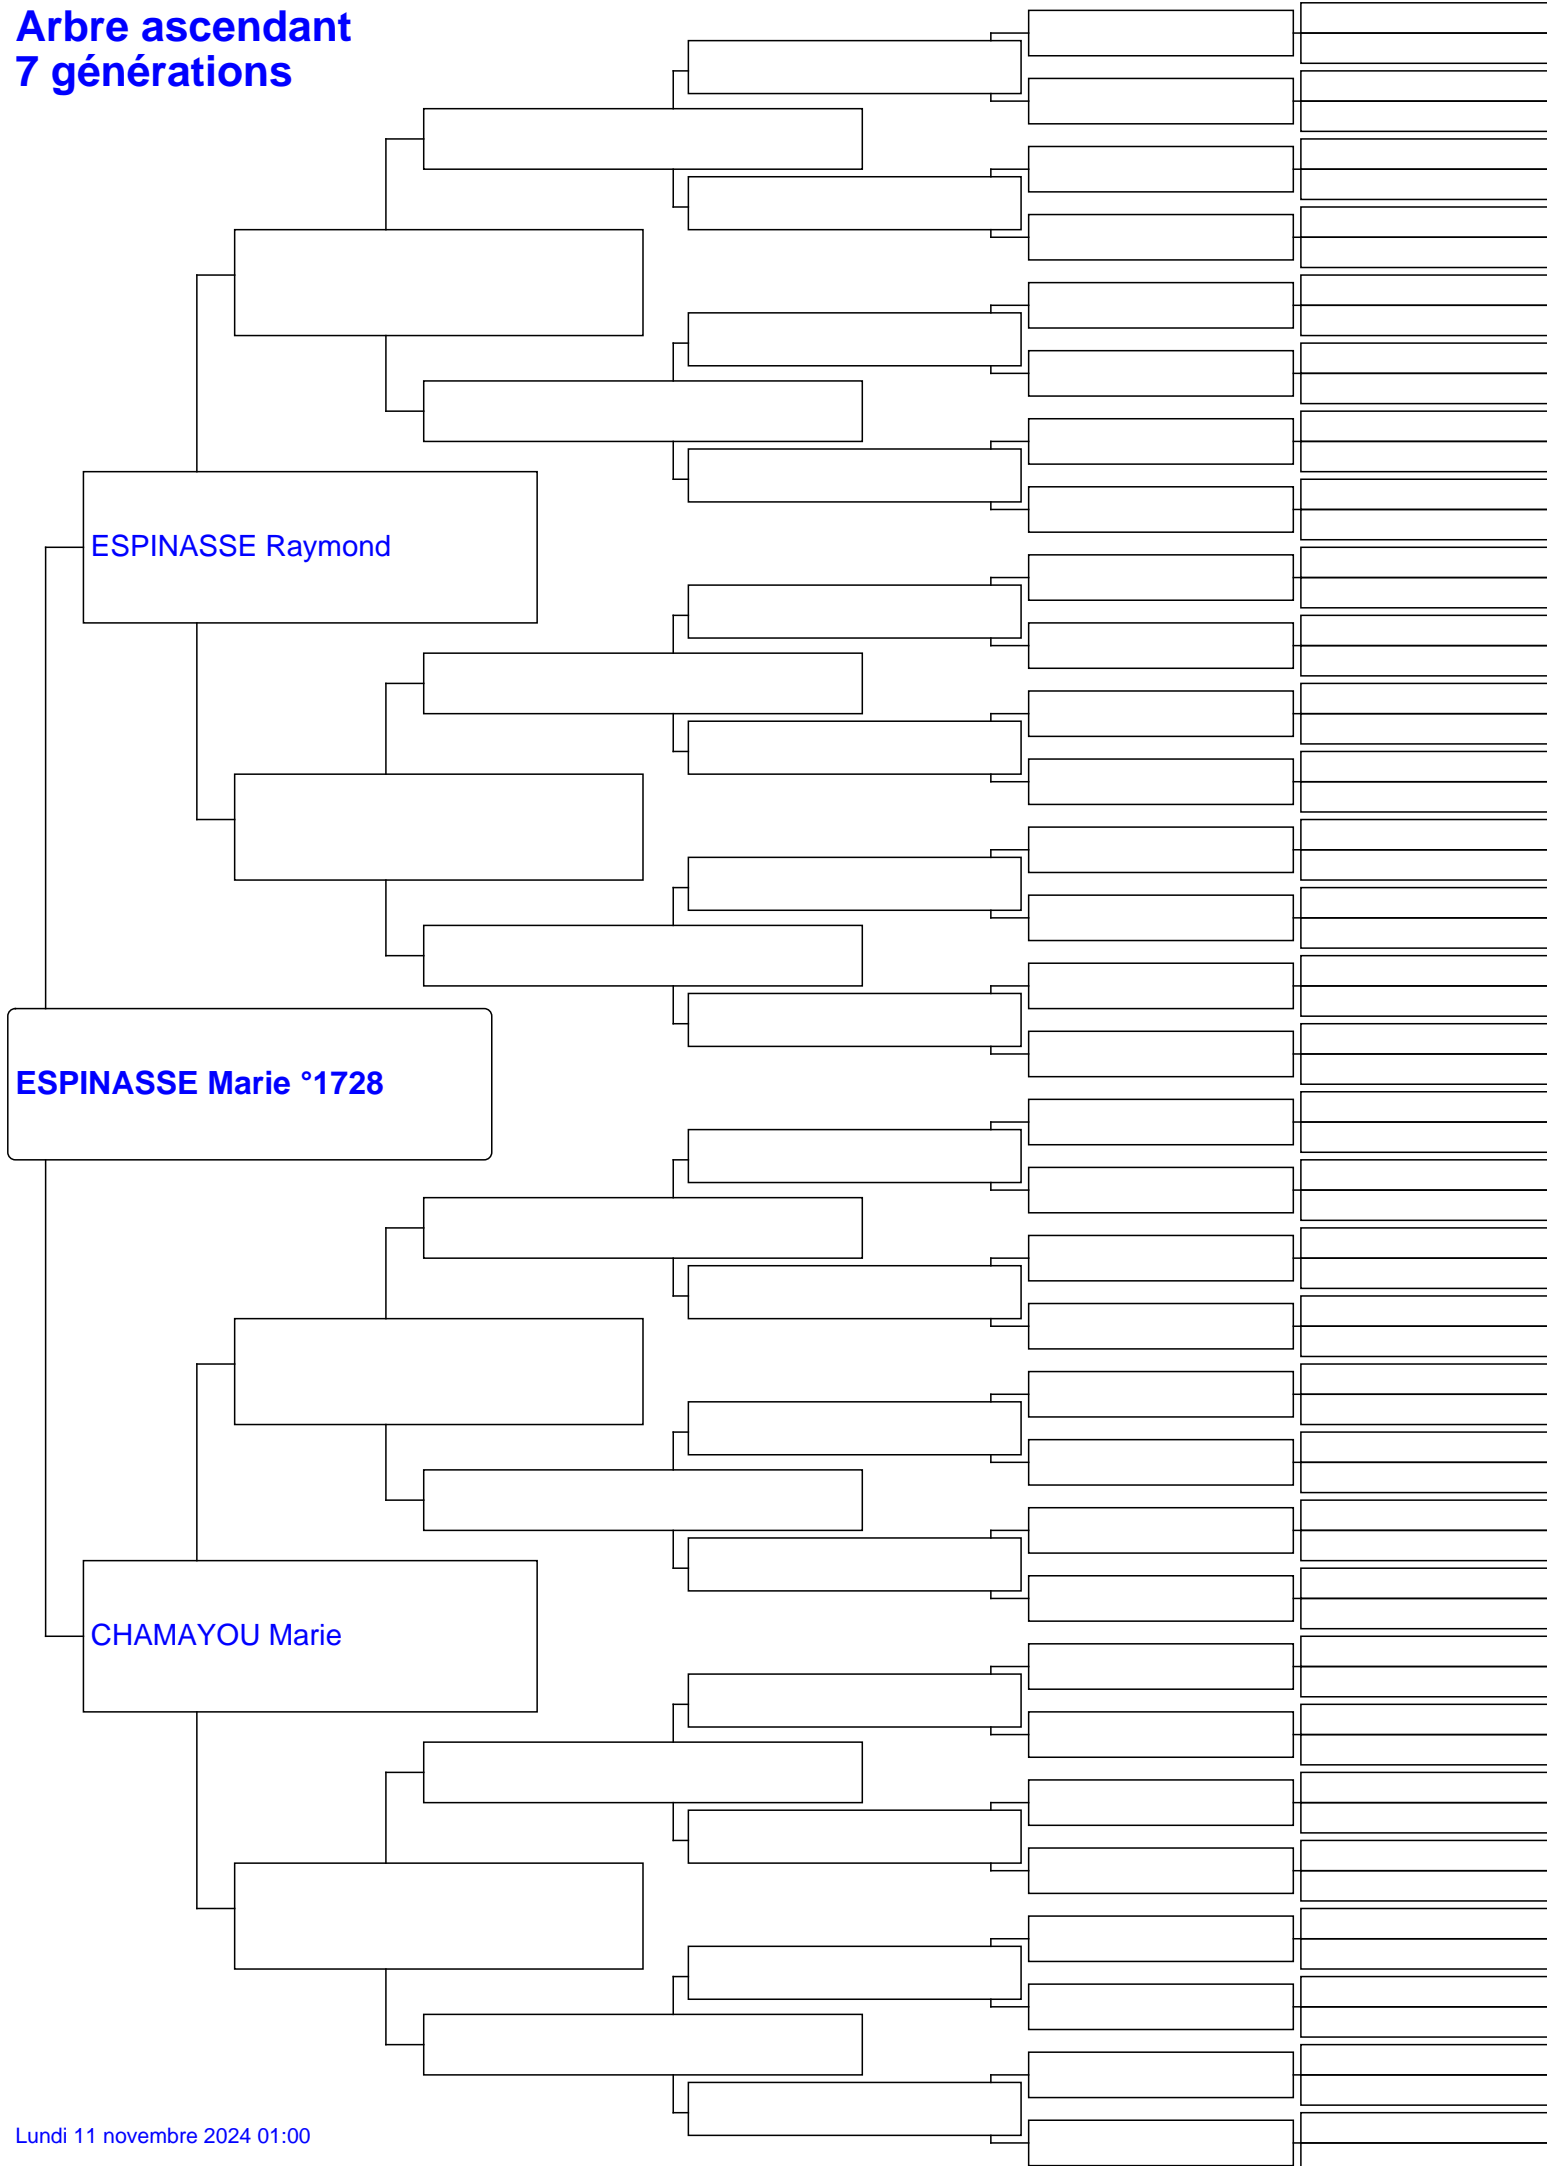 Arbre ascendant
7 générations
ESPINASSE Raymond
ESPINASSE Marie °1728
CHAMAYOU Marie
Lundi 11 novembre 2024 01:00